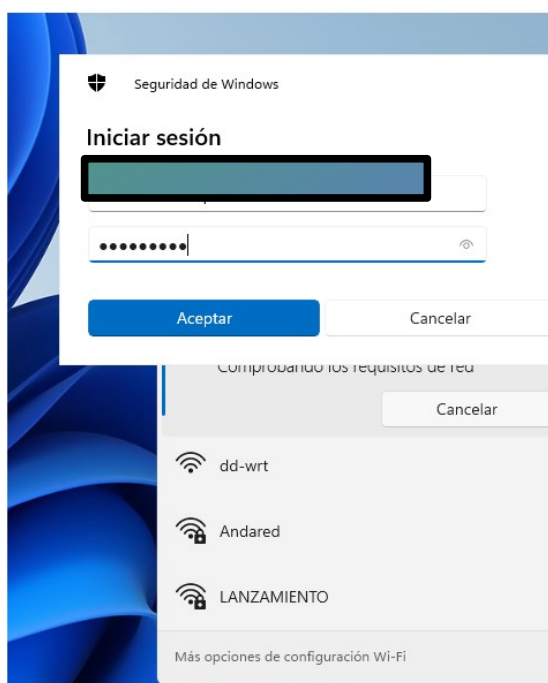 Seguridad de Windows
Iniciar sesión
•••••••••
Aceptar Cancelar
Comprobando los requisitos de red
Cancelar
dd-wrt
Andared
LANZAMIENTO
Más opciones de configuración Wi-Fi